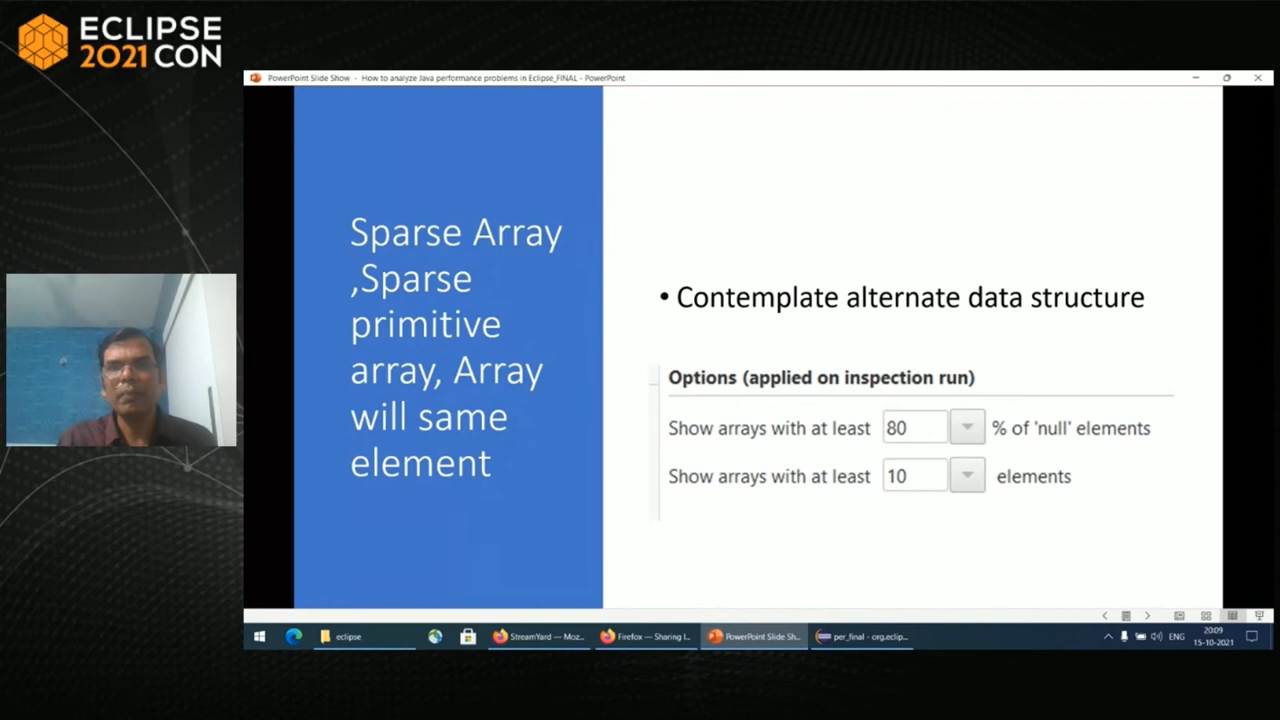 ECLIPSE
2021 CON
PowerPoint Slide Show - How to analyze Java performance problems in Eclipse_FINAL - PowerPoint
Sparse Array
,Sparse
primitive
array, Array
will same
element
• Contemplate alternate data structure
Options (applied on inspection run)
Show arrays with at least 80 % of 'null' elements
Show arrays with at least 10 elements
eclipse
StreamYard — Moz...
Firefox — Sharing I...
PowerPoint Slide Sh...
per_final - org.eclip...
ENG
20:09
15-10-2021